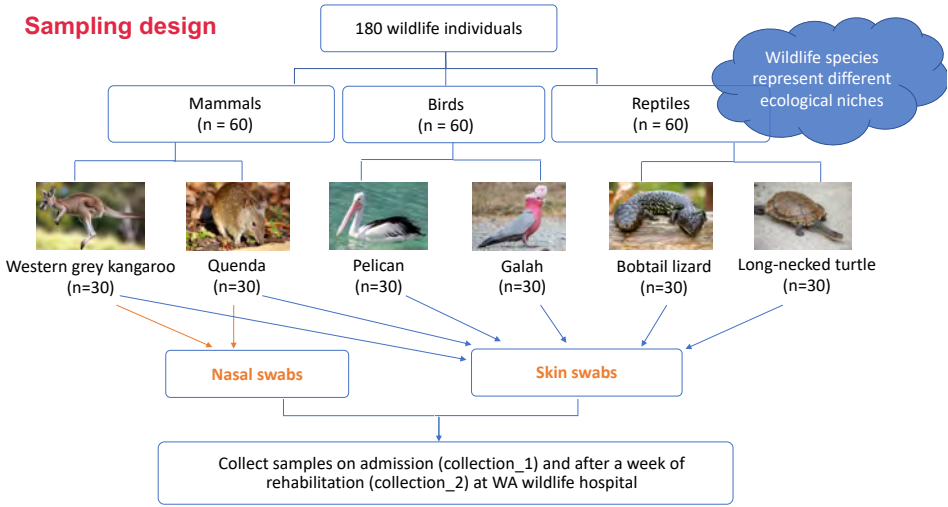 Sampling design
180 wildlife individuals
Wildlife species
represent different
ecological niches
Mammals
(n = 60)
Birds
(n = 60)
Reptiles
(n = 60)
Western grey kangaroo
(n=30)
Quenda
(n=30)
Pelican
(n=30)
Galah
(n=30)
Bobtail lizard
(n=30)
Long-necked turtle
(n=30)
Nasal swabs
Skin swabs
Collect samples on admission (collection_1) and after a week of
rehabilitation (collection_2) at WA wildlife hospital